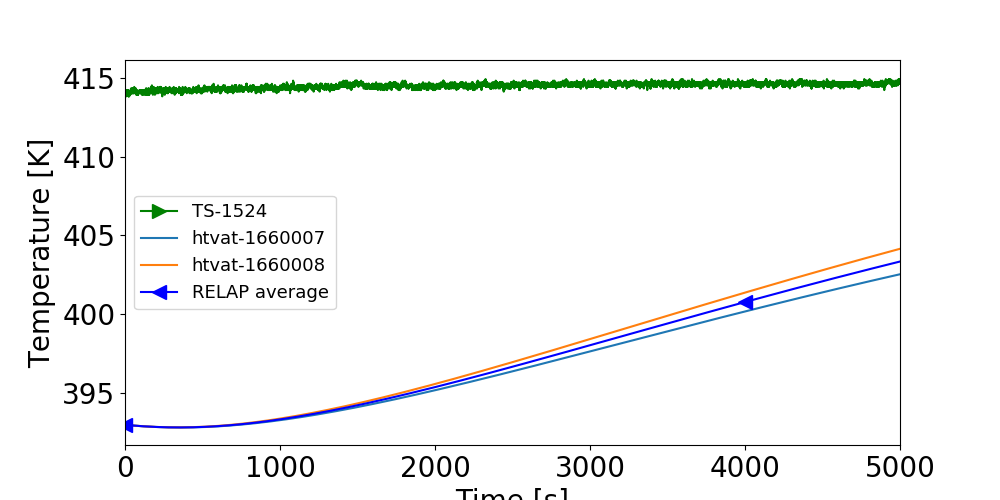 415
410
405
400
395
Temperature [K]
TS-1524
htvat-1660007
htvat-1660008
RELAP average
0 1000 2000 3000 4000 5000
Time [s]